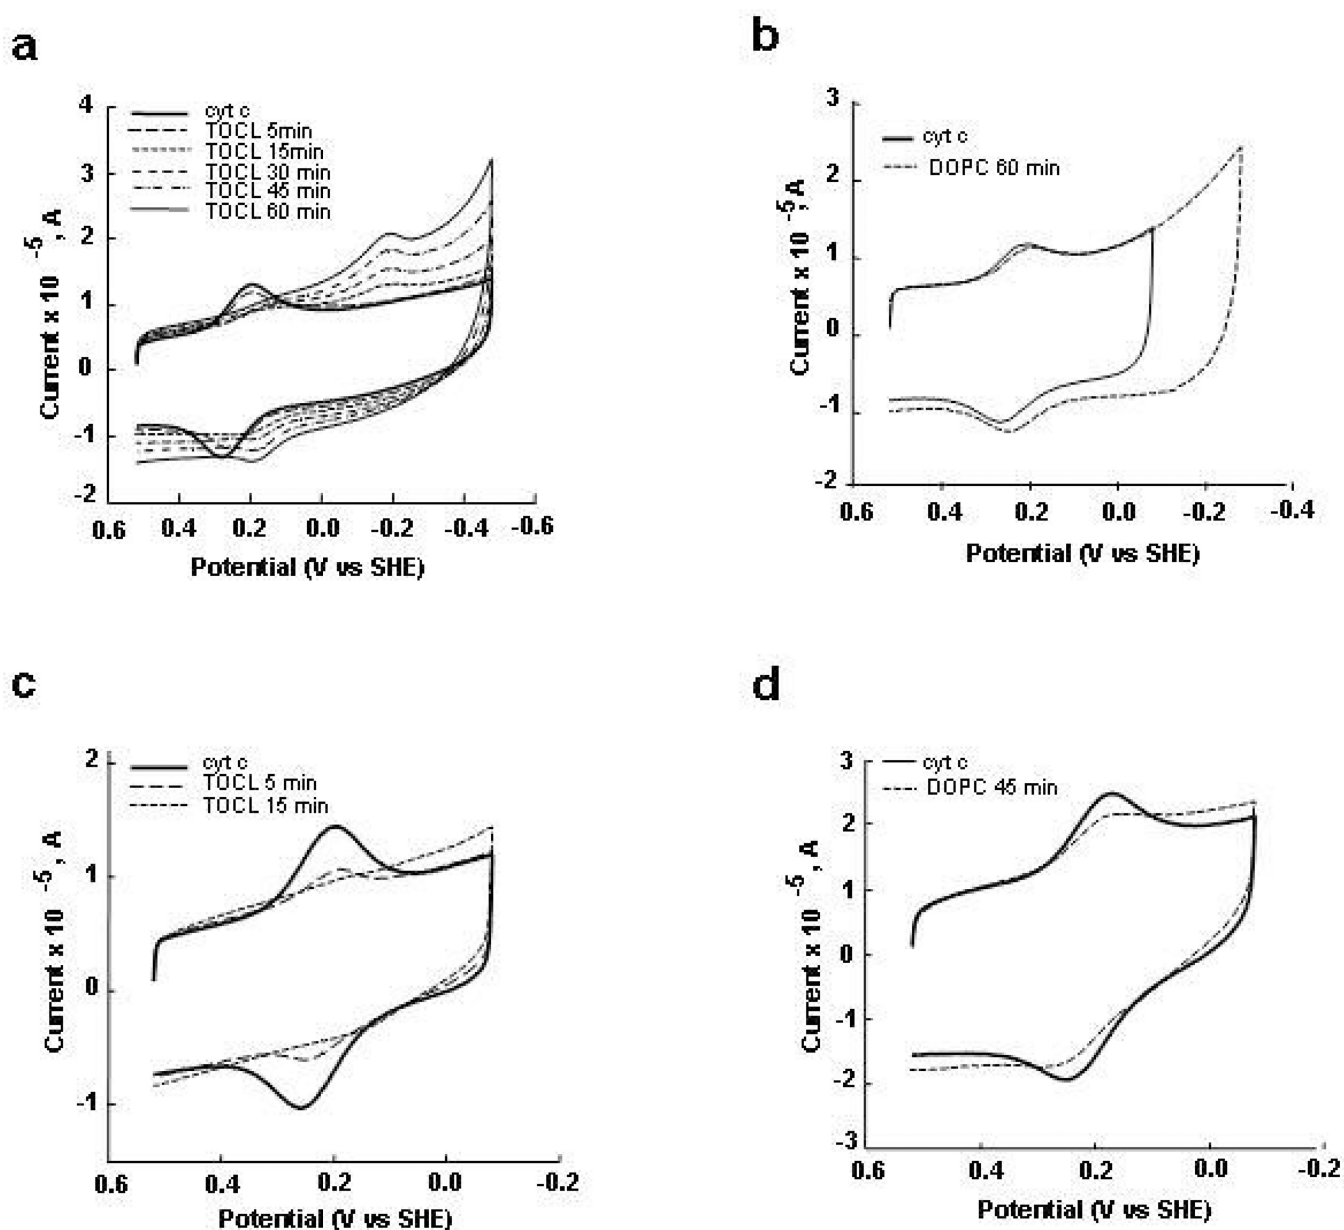 a
4
3
2
1
0
-1
-2
cyt c
TOCL 5min
TOCL 15min
TOCL 30 min
TOCL 45 min
TOCL 60 min
Current x 10 -5, A
0.6 0.4 0.2 0.0 -0.2 -0.4 -0.6
Potential (V vs SHE)
b
3
2
1
0
-1
-2
cyt c
DOPC 60 min
Current x 10 -5, A
0.6 0.4 0.2 0.0 -0.2 -0.4
Potential (V vs SHE)
c
2
1
0
-1
cyt c
TOCL 5 min
TOCL 15 min
Current x 10 -5, A
0.6 0.4 0.2 0.0 -0.2
Potential (V vs SHE)
d
3
2
1
0
-1
-2
-3
cyt c
DOPC 45 min
Current x 10 -5, A
0.6 0.4 0.2 0.0 -0.2
Potential (V vs SHE)